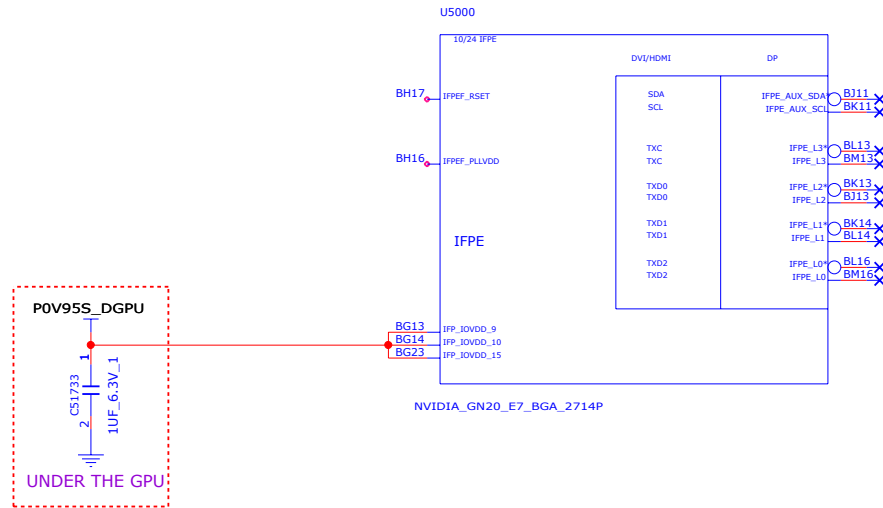 U5000
10/24 IFPE
DVI/HDMI DP
BH17 IFPEF_RSET SDA IFPE_AUX_SDA* BJ11
SCL IFPE_AUX_SCL BK11
TXC IFPE_L3* BL13
BH16 IFPEF_PLLVDD TXC IFPE_L3 BM13
TXD0 IFPE_L2* BK13
TXD0 IFPE_L2 BJ13
TXD1 IFPE_L1* BK14
IFPE TXD1 IFPE_L1 BL14
TXD2 IFPE_L0* BL16
TXD2 IFPE_L0 BM16
P0V95S_DGPU
BG13 IFP_IOVDD_9
BG14 IFP_IOVDD_10
BG23 IFP_IOVDD_15
1
C51733
1UF_6.3V_1
2
NVIDIA_GN20_E7_BGA_2714P
UNDER THE GPU